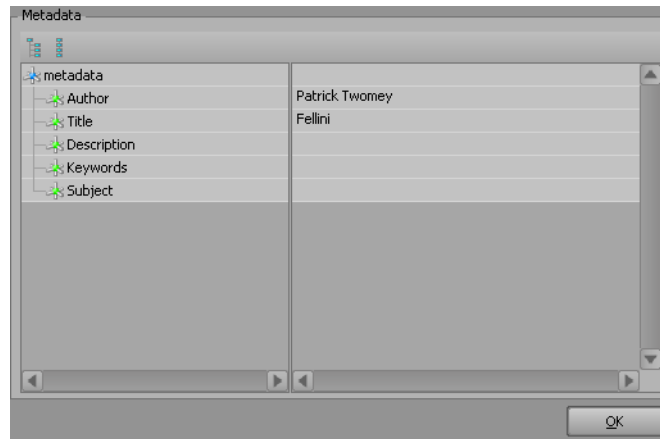 Metadata
metadata
Author Patrick Twomey
Title Fellini
Description
Keywords
Subject
OK